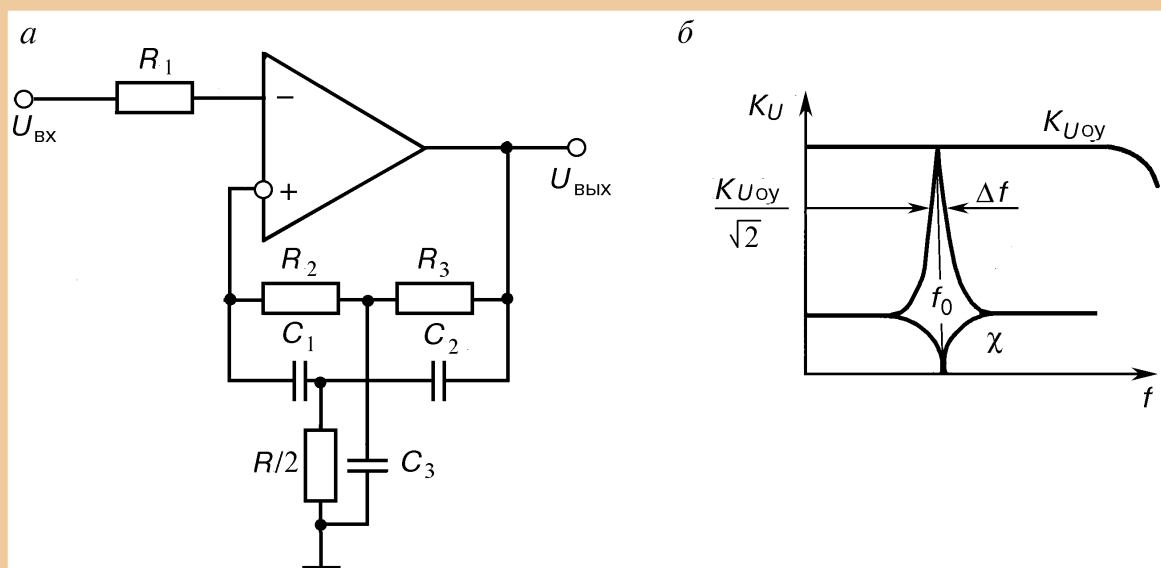 а
R1
Uвх
−
+
Uвых
R2
R3
C1
C2
R/2
C3
б
KU
KUоу
KUоу
√2
Δf
f0
χ
f